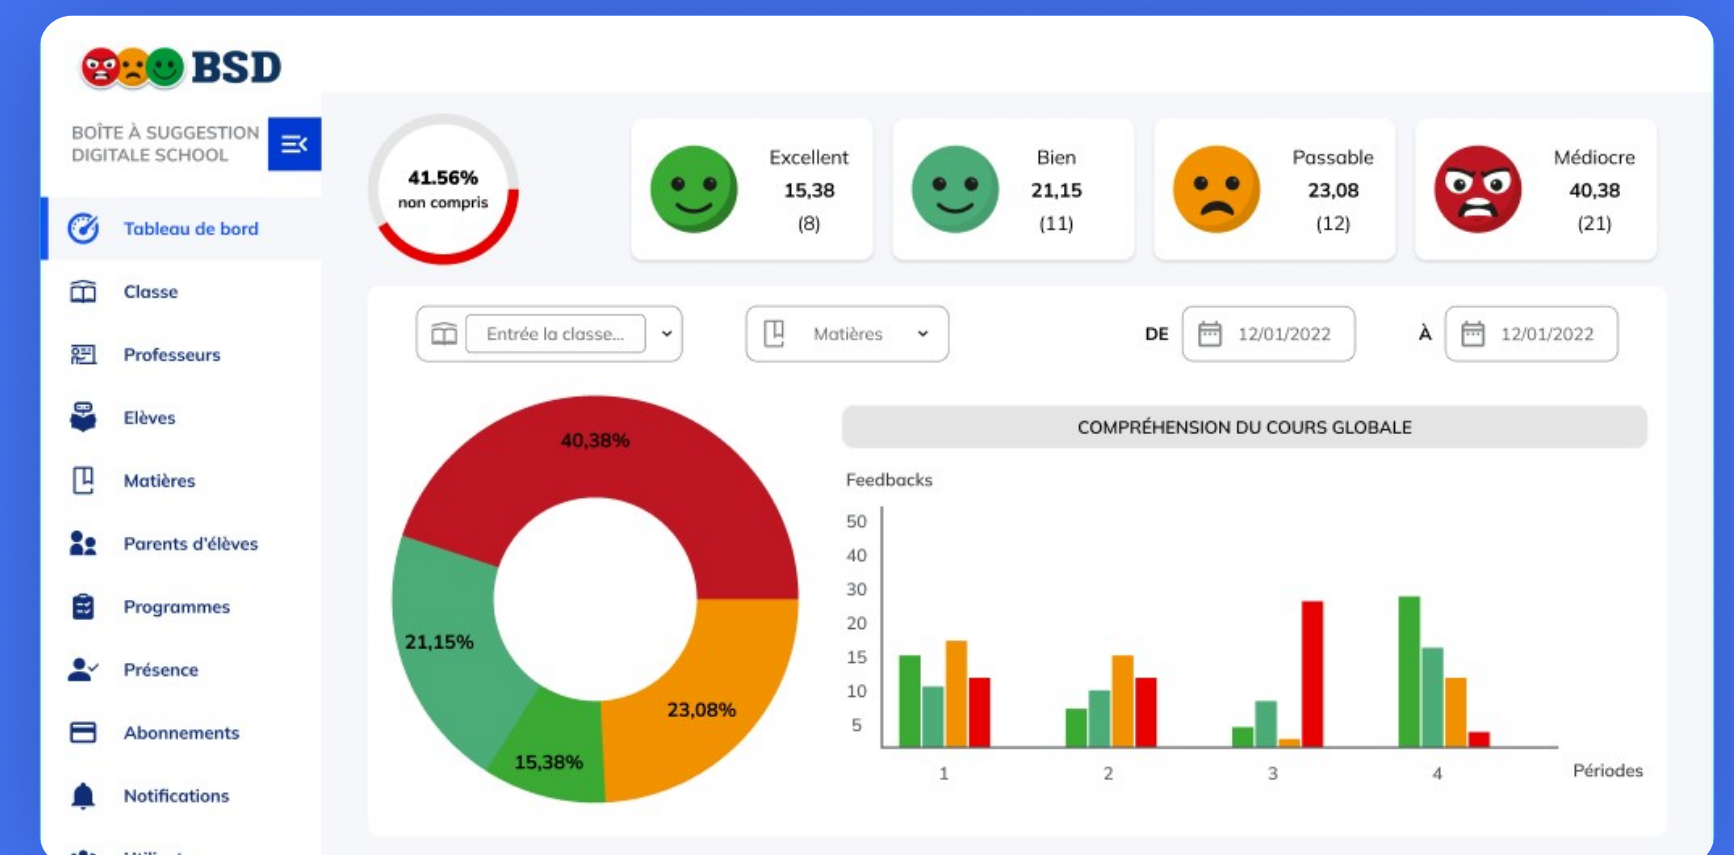 BSD
BOÎTE À SUGGESTION
DIGITALE SCHOOL
Tableau de bord
Classe
Professeurs
Elèves
Matières
Parents d'élèves
Programmes
Présence
Abonnements
Notifications
41.56%
non compris
Excellent
15,38
(8)
Bien
21,15
(11)
Passable
23,08
(12)
Médiocre
40,38
(21)
Entrée la classe...
Matières
DE
12/01/2022
À
12/01/2022
40,38%
21,15%
15,38%
23,08%
COMPRÉHENSION DU COURS GLOBALE
Feedbacks
50
40
30
20
15
10
5
1 2 3 4
Périodes